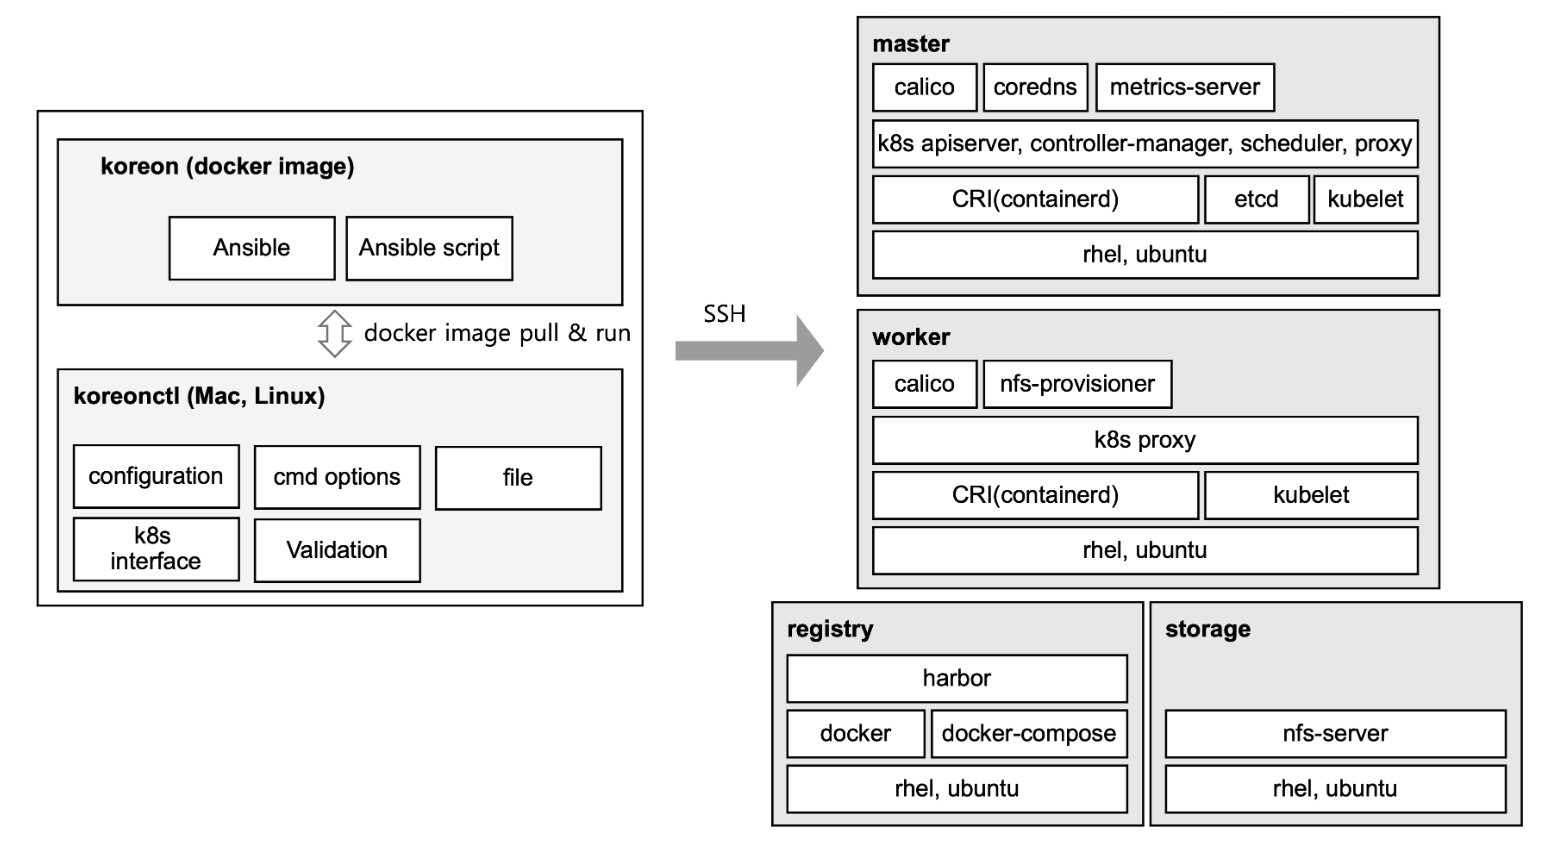 koreon (docker image)
Ansible
Ansible script
docker image pull & run
koreonctl (Mac, Linux)
configuration
cmd options
file
k8s
interface
Validation
SSH
master
calico
coredns
metrics-server
k8s apiserver, controller-manager, scheduler, proxy
CRI(containerd)
etcd
kubelet
rhel, ubuntu
worker
calico
nfs-provisioner
k8s proxy
CRI(containerd)
kubelet
rhel, ubuntu
registry
harbor
docker
docker-compose
rhel, ubuntu
storage
nfs-server
rhel, ubuntu